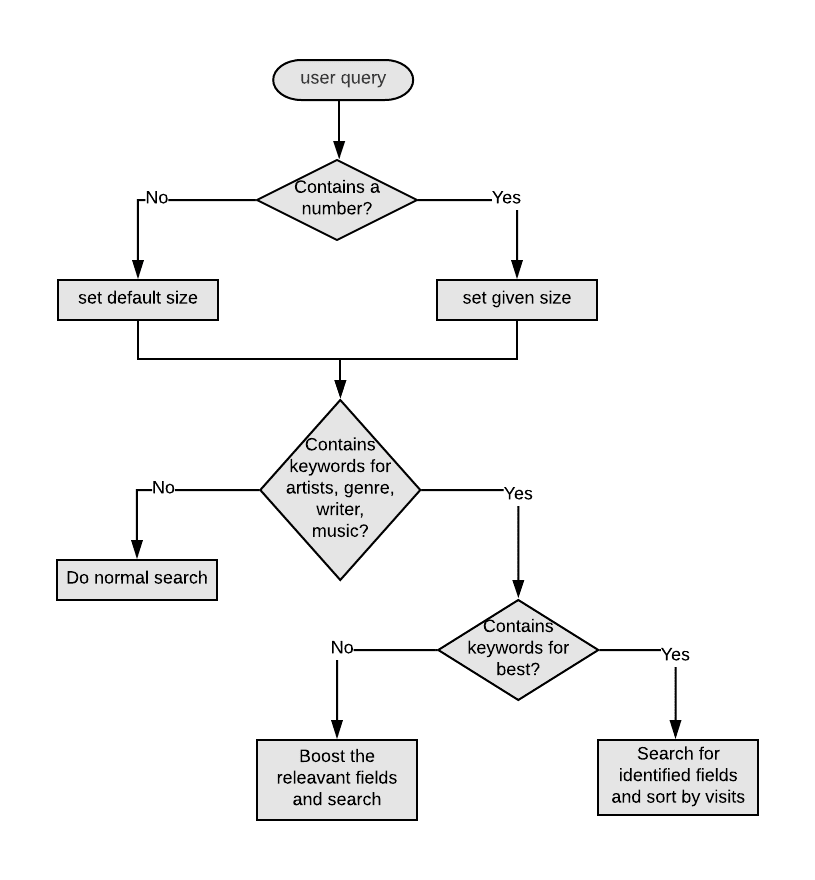 user query
Contains a
number?
No
Yes
set default size
set given size
Contains
keywords for
artists, genre,
writer,
music?
No
Yes
Do normal search
Contains
keywords for
best?
No
Yes
Boost the
releavant fields
and search
Search for
identified fields
and sort by visits